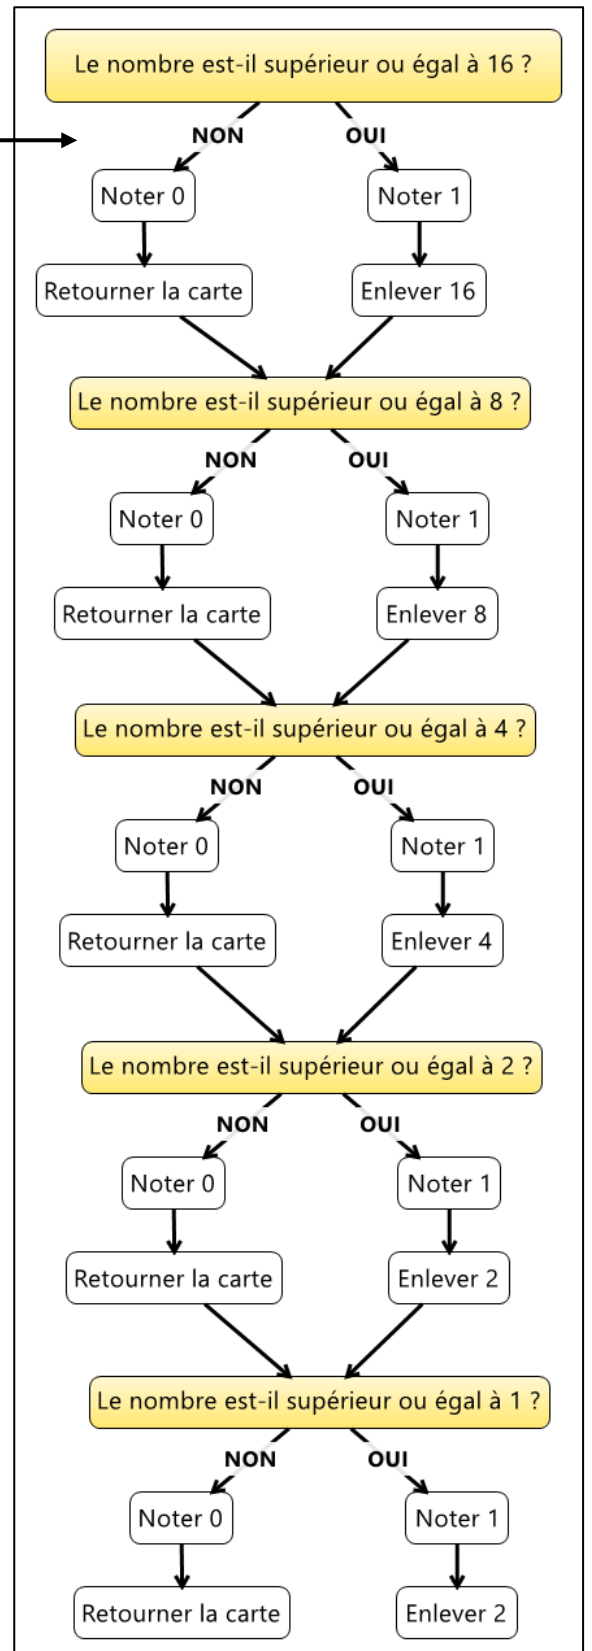 Le nombre est-il supérieur ou égal à 16 ?
NON OUI
Noter 0 Noter 1
Retourner la carte Enlever 16
Le nombre est-il supérieur ou égal à 8 ?
NON OUI
Noter 0 Noter 1
Retourner la carte Enlever 8
Le nombre est-il supérieur ou égal à 4 ?
NON OUI
Noter 0 Noter 1
Retourner la carte Enlever 4
Le nombre est-il supérieur ou égal à 2 ?
NON OUI
Noter 0 Noter 1
Retourner la carte Enlever 2
Le nombre est-il supérieur ou égal à 1 ?
NON OUI
Noter 0 Noter 1
Retourner la carte Enlever 2